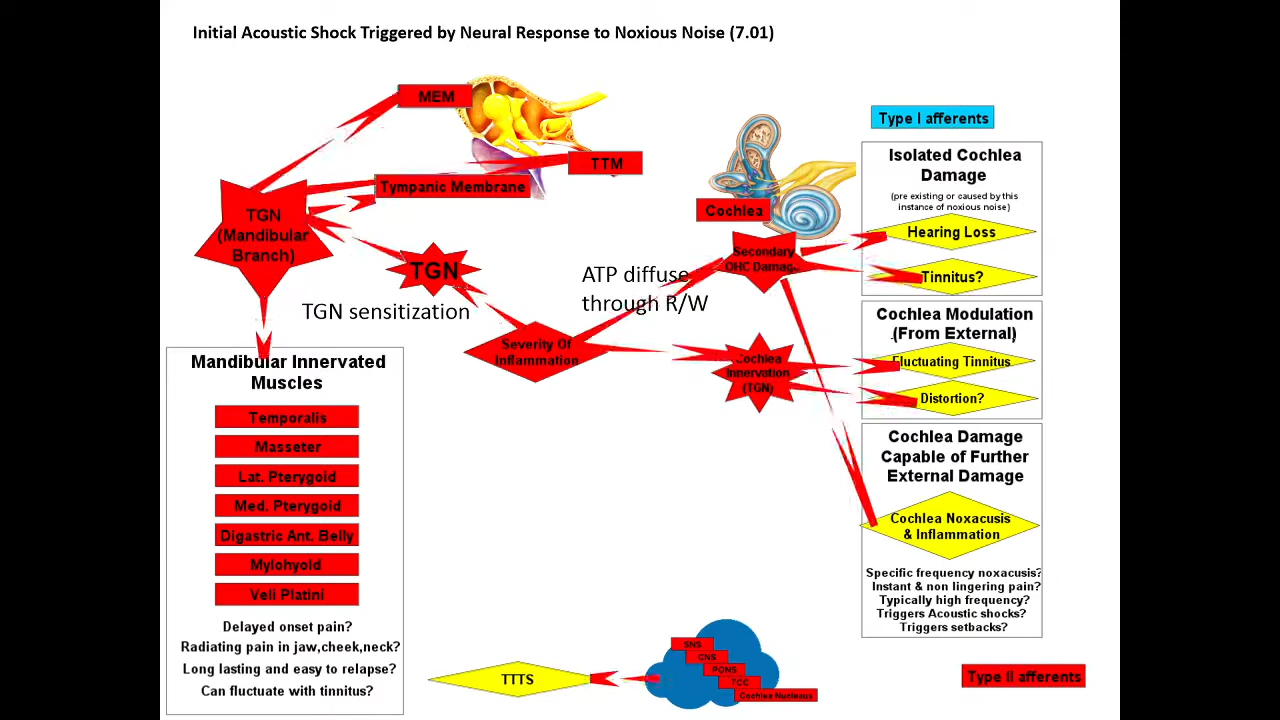 Initial Acoustic Shock Triggered by Neural Response to Noxious Noise (7.01)
MEM
TTM
Tympanic Membrane
TGN
(Mandibular
Branch)
TGN
TGN sensitization
Severity Of
Inflammation
ATP diffuse
through R/W
Cochlea
Secondary
OHC Damage
Cochlea
Innervation
(TGN)
Mandibular Innervated
Muscles
Temporalis
Masseter
Lat. Pterygoid
Med. Pterygoid
Digastric Ant. Belly
Mylohyoid
Veli Platini
Delayed onset pain?
Radiating pain in jaw,cheek,neck?
Long lasting and easy to relapse?
Can fluctuate with tinnitus?
Type I afferents
Isolated Cochlea
Damage
(pre existing or caused by this
instance of noxious noise)
Hearing Loss
Tinnitus?
Cochlea Modulation
(From External)
Fluctuating Tinnitus
Distortion?
Cochlea Damage
Capable of Further
External Damage
Cochlea Noxacusis
& Inflammation
Specific frequency noxacusis?
Instant & non lingering pain?
Typically high frequency?
Triggers Acoustic shocks?
Triggers setbacks?
TTTS
SNS
CNS
PONS
TCC
Cochlea Nucleaus
Type II afferents